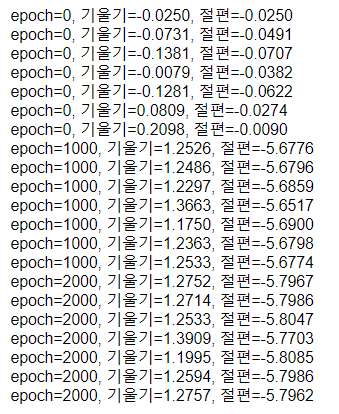 epoch=0, 기울기=-0.0250, 절편=-0.0250
epoch=0, 기울기=-0.0731, 절편=-0.0491
epoch=0, 기울기=-0.1381, 절편=-0.0707
epoch=0, 기울기=-0.0079, 절편=-0.0382
epoch=0, 기울기=-0.1281, 절편=-0.0622
epoch=0, 기울기=0.0809, 절편=-0.0274
epoch=0, 기울기=0.2098, 절편=-0.0090
epoch=1000, 기울기=1.2526, 절편=-5.6776
epoch=1000, 기울기=1.2486, 절편=-5.6796
epoch=1000, 기울기=1.2297, 절편=-5.6859
epoch=1000, 기울기=1.3663, 절편=-5.6517
epoch=1000, 기울기=1.1750, 절편=-5.6900
epoch=1000, 기울기=1.2363, 절편=-5.6798
epoch=1000, 기울기=1.2533, 절편=-5.6774
epoch=2000, 기울기=1.2752, 절편=-5.7967
epoch=2000, 기울기=1.2714, 절편=-5.7986
epoch=2000, 기울기=1.2533, 절편=-5.8047
epoch=2000, 기울기=1.3909, 절편=-5.7703
epoch=2000, 기울기=1.1995, 절편=-5.8085
epoch=2000, 기울기=1.2594, 절편=-5.7986
epoch=2000, 기울기=1.2757, 절편=-5.7962